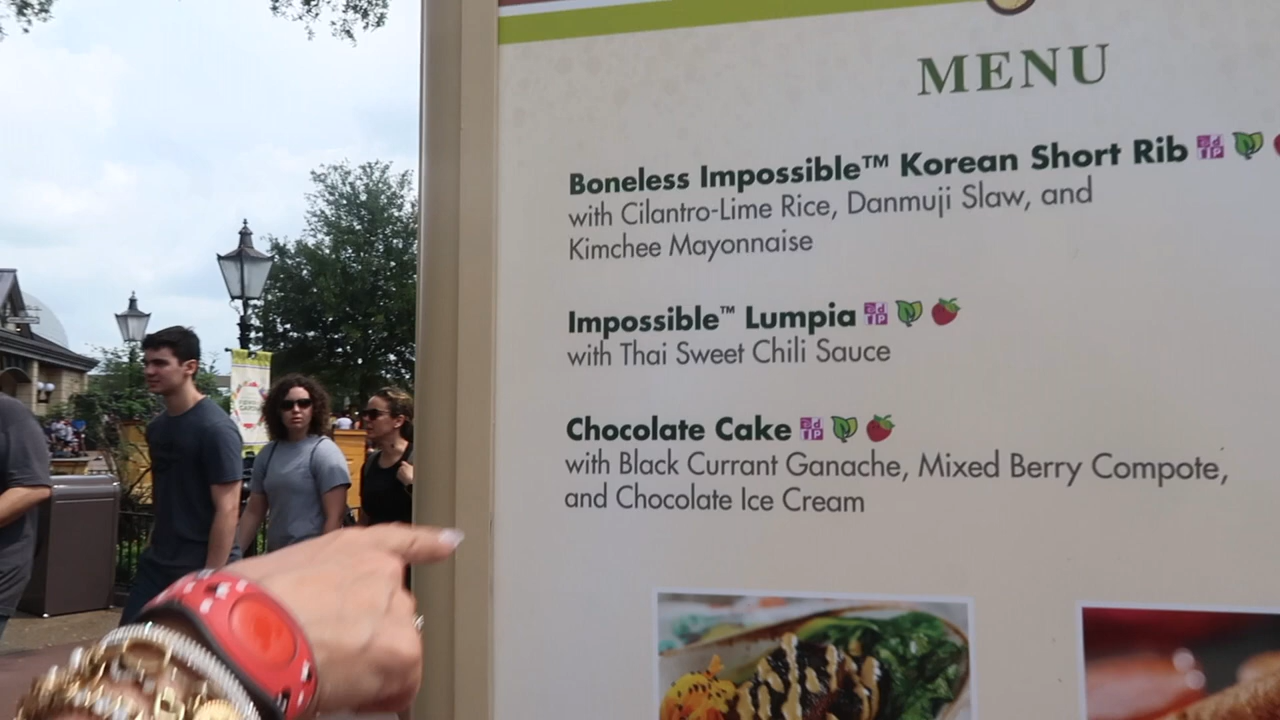 MENU
Boneless Impossible™ Korean Short Rib
with Cilantro-Lime Rice, Danmuji Slaw, and
Kimchee Mayonnaise
Impossible™ Lumpia
with Thai Sweet Chili Sauce
Chocolate Cake
with Black Currant Ganache, Mixed Berry Compote,
and Chocolate Ice Cream